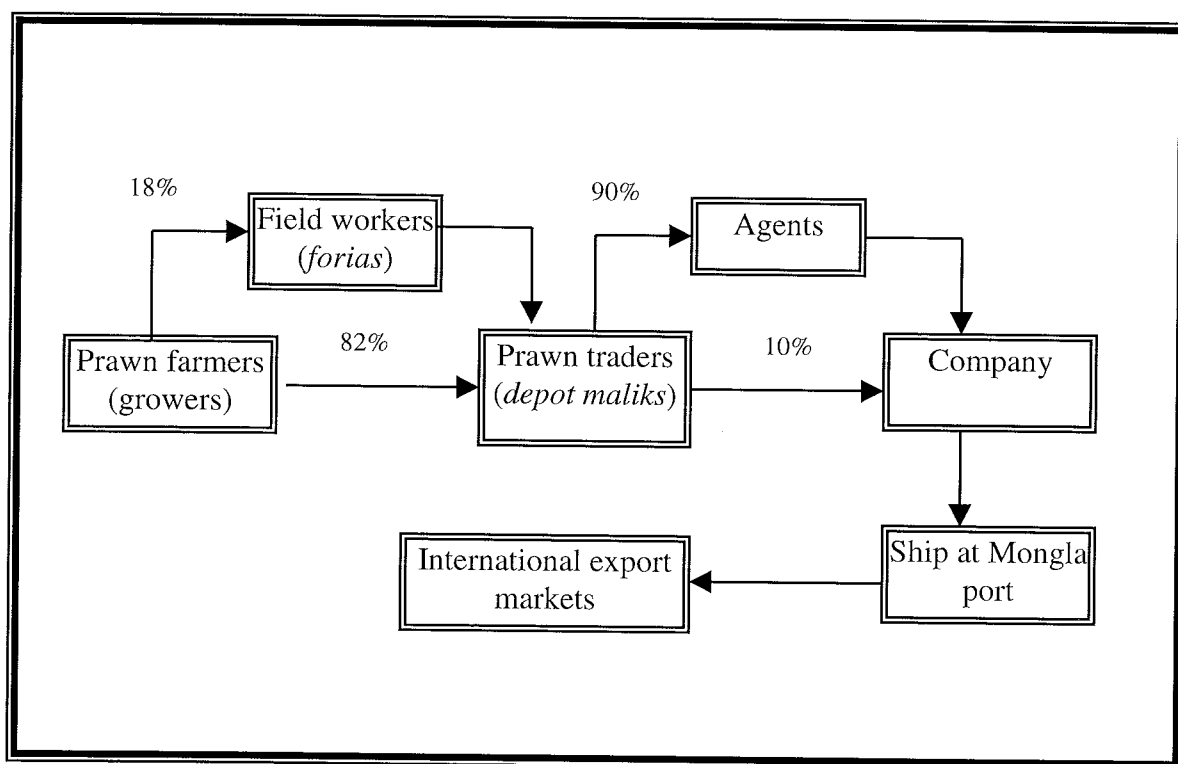 18%
90%
Field workers
(forias)
Agents
82%
10%
Prawn farmers
(growers)
Prawn traders
(depot maliks)
Company
International export
markets
Ship at Mongla
port